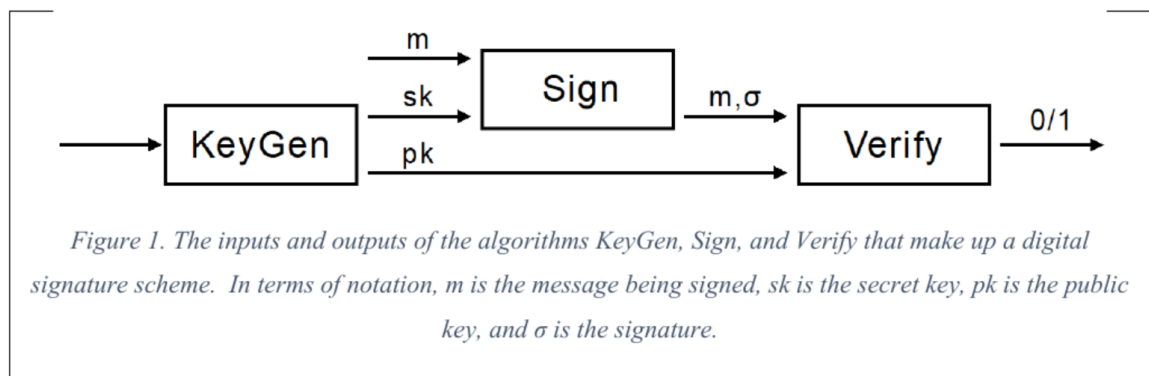 m
Sign
sk
m,σ
0/1
KeyGen
Verify
pk
Figure 1. The inputs and outputs of the algorithms KeyGen, Sign, and Verify that make up a digital
signature scheme. In terms of notation, m is the message being signed, sk is the secret key, pk is the public
key, and σ is the signature.